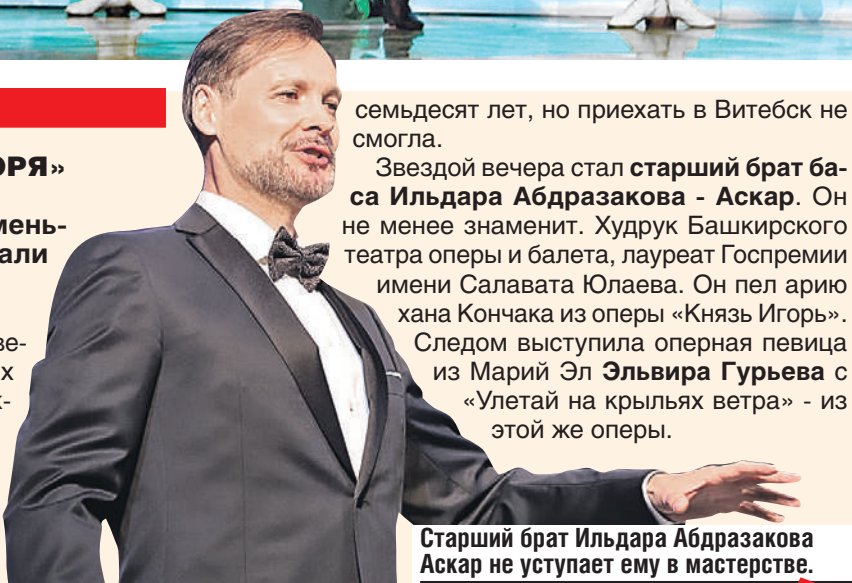 ОРЯ»
мень-
али
ве-
х
к-
семьдесят лет, но приехать в Витебск не
смогла.
Звездой вечера стал старший брат ба-
са Ильдара Абдразакова - Аскар. Он
не менее знаменит. Худрук Башкирского
театра оперы и балета, лауреат Госпремии
имени Салавата Юлаева. Он пел арию
хана Кончака из оперы «Князь Игорь».
Следом выступила оперная певица
из Марий Эл Эльвира Гурьева с
«Улетай на крыльях ветра» - из
этой же оперы.
Старший брат Ильдара Абдразакова
Аскар не уступает ему в мастерстве.